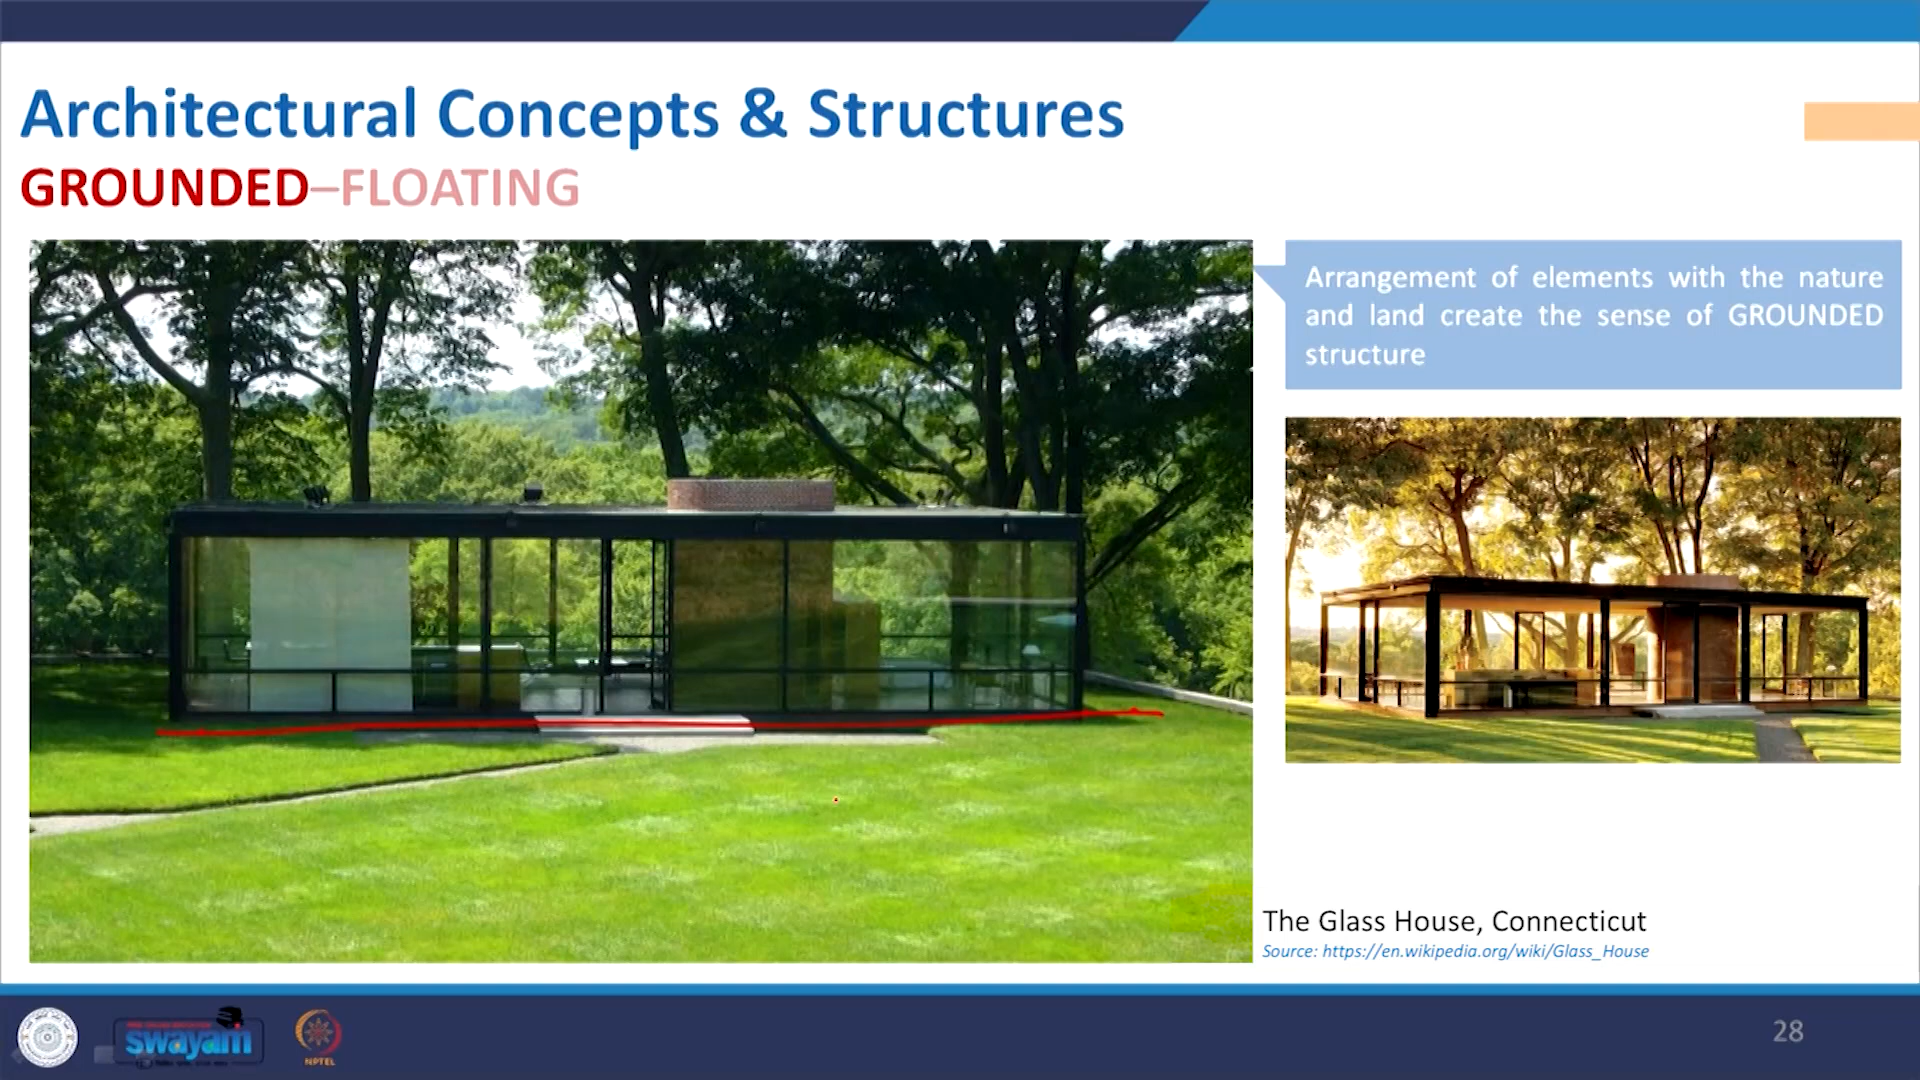 Architectural Concepts & Structures
GROUNDED–FLOATING
Arrangement of elements with the nature
and land create the sense of GROUNDED
structure
The Glass House, Connecticut
Source: https://en.wikipedia.org/wiki/Glass_House
swayam
NPTEL
28